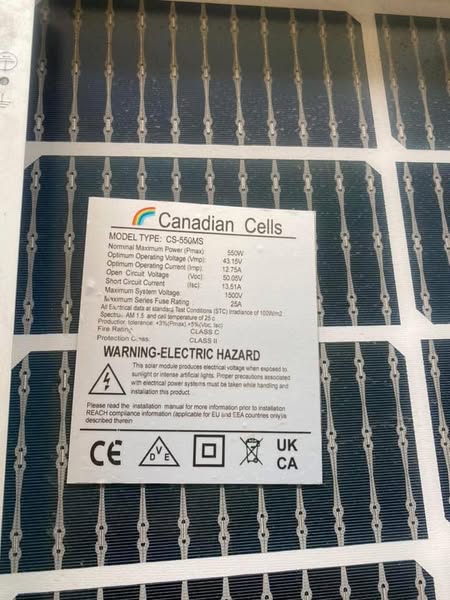 Canadian Cells
MODEL TYPE: CS-550MS
Nominal Maximum Power (Pmax): 550W
Optimum Operating Voltage (Vmp): 43.15V
Optimum Operating Current (Imp): 12.75A
Open Circuit Voltage (Voc): 50.05V
Short Circuit Current (Isc): 13.51A
Maximum System Voltage 1500V
Maximum Series Fuse Rating 25A
All Electrical data at standard Test Conditions (STC) Irradiance of
Spectrum AM 1.5 and cell temperature of 25 c
Production tolerance: +3%(Pmax) +5%(Voc, Isc)
Fire Rating CLASS C
Protection Class: CLASS II
WARNING-ELECTRIC HAZARD
This solar module produces electrical voltage when exposed to
sunlight or intense artificial lights. Proper precautions associated
with electrical power systems must be taken while handling and
installation this product.
Please read the installation manual for more information prior to installation
REACH compliance information (applicable for EU and EEA countries only)is
described therein
CE DVE UK
CA